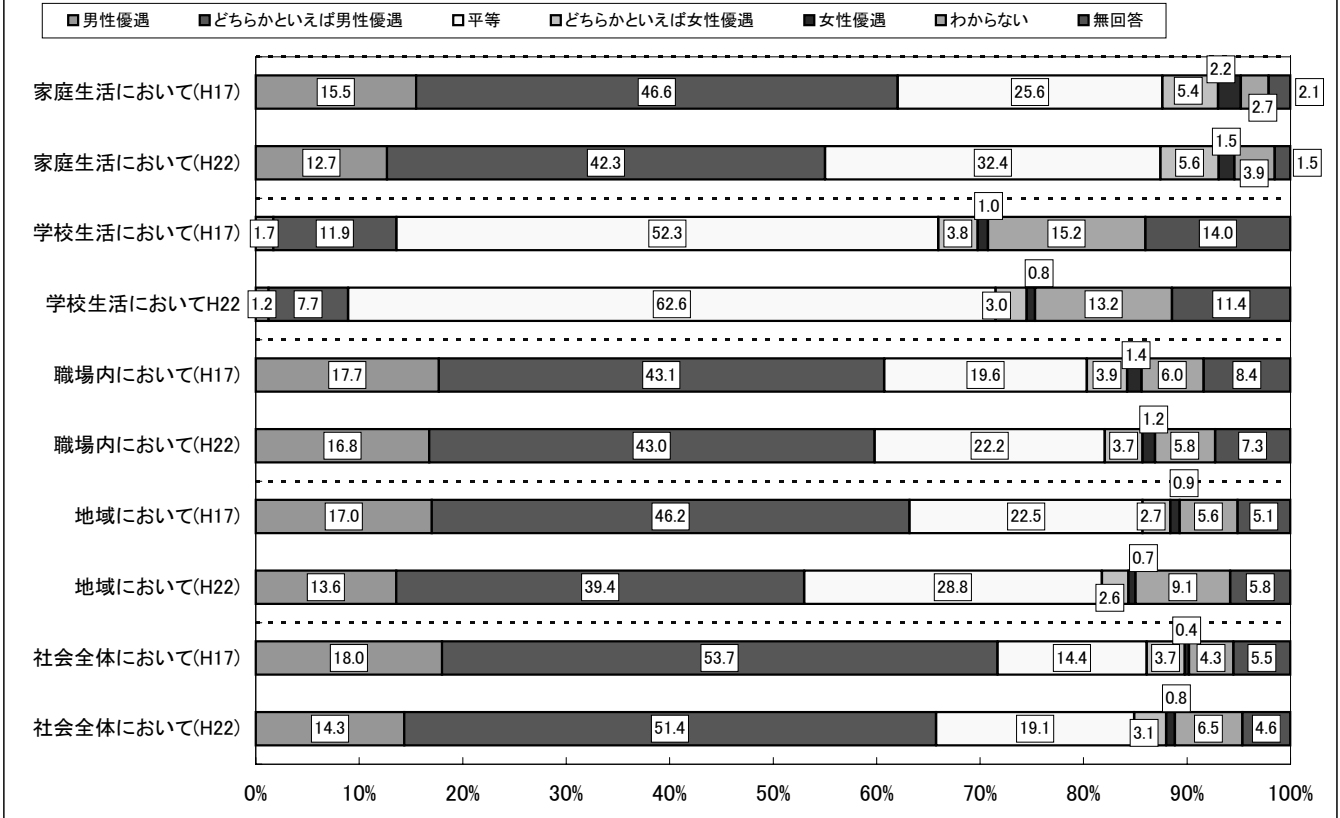 男性優遇 どちらかといえば男性優遇 平等 どちらかといえば女性優遇 女性優遇 わからない 無回答
家庭生活において(H17) 15.5 46.6 25.6 5.4 2.2 2.7 2.1
家庭生活において(H22) 12.7 42.3 32.4 5.6 1.5 3.9 1.5
学校生活において(H17) 1.7 11.9 52.3 3.8 1.0 15.2 14.0
学校生活においてH22 1.2 7.7 62.6 3.0 0.8 13.2 11.4
職場内において(H17) 17.7 43.1 19.6 3.9 1.4 6.0 8.4
職場内において(H22) 16.8 43.0 22.2 3.7 1.2 5.8 7.3
地域において(H17) 17.0 46.2 22.5 2.7 0.9 5.6 5.1
地域において(H22) 13.6 39.4 28.8 2.6 0.7 9.1 5.8
社会全体において(H17) 18.0 53.7 14.4 3.7 0.4 4.3 5.5
社会全体において(H22) 14.3 51.4 19.1 3.1 0.8 6.5 4.6
0% 10% 20% 30% 40% 50% 60% 70% 80% 90% 100%